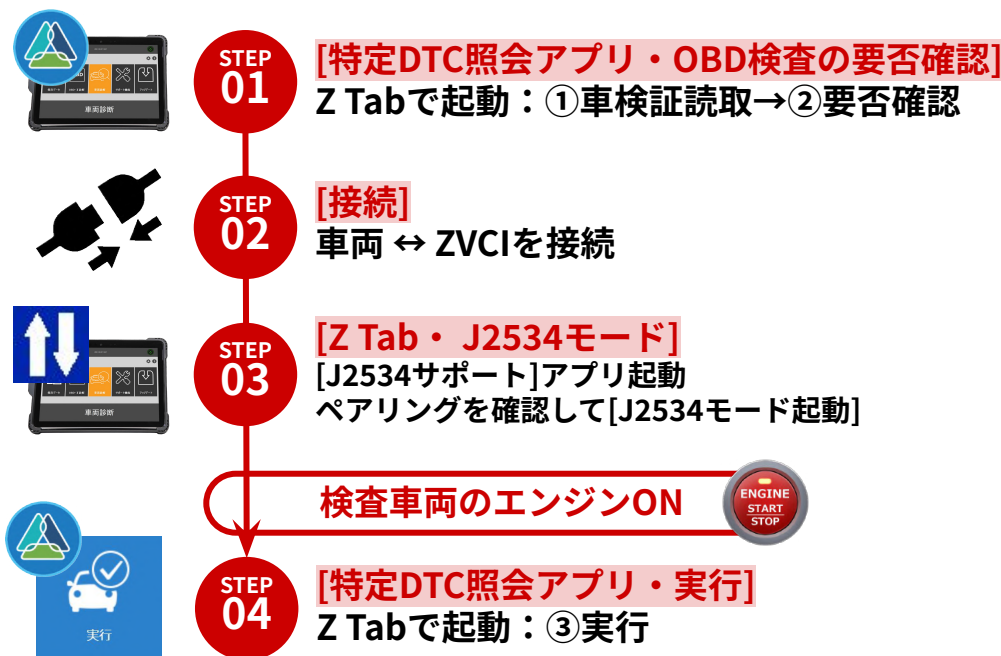 STEP
01
[特定DTC照会アプリ・OBD検査の要否確認]
Z Tabで起動：①車検証読取→②要否確認
車両診断
STEP
02
[接続]
車両 ↔ ZVCIを接続
STEP
03
[Z Tab・ J2534モード]
[J2534サポート]アプリ起動
ペアリングを確認して[J2534モード起動]
車両診断
検査車両のエンジンON
ENGINE
START
STOP
STEP
04
[特定DTC照会アプリ・実行]
Z Tabで起動：③実行
実行